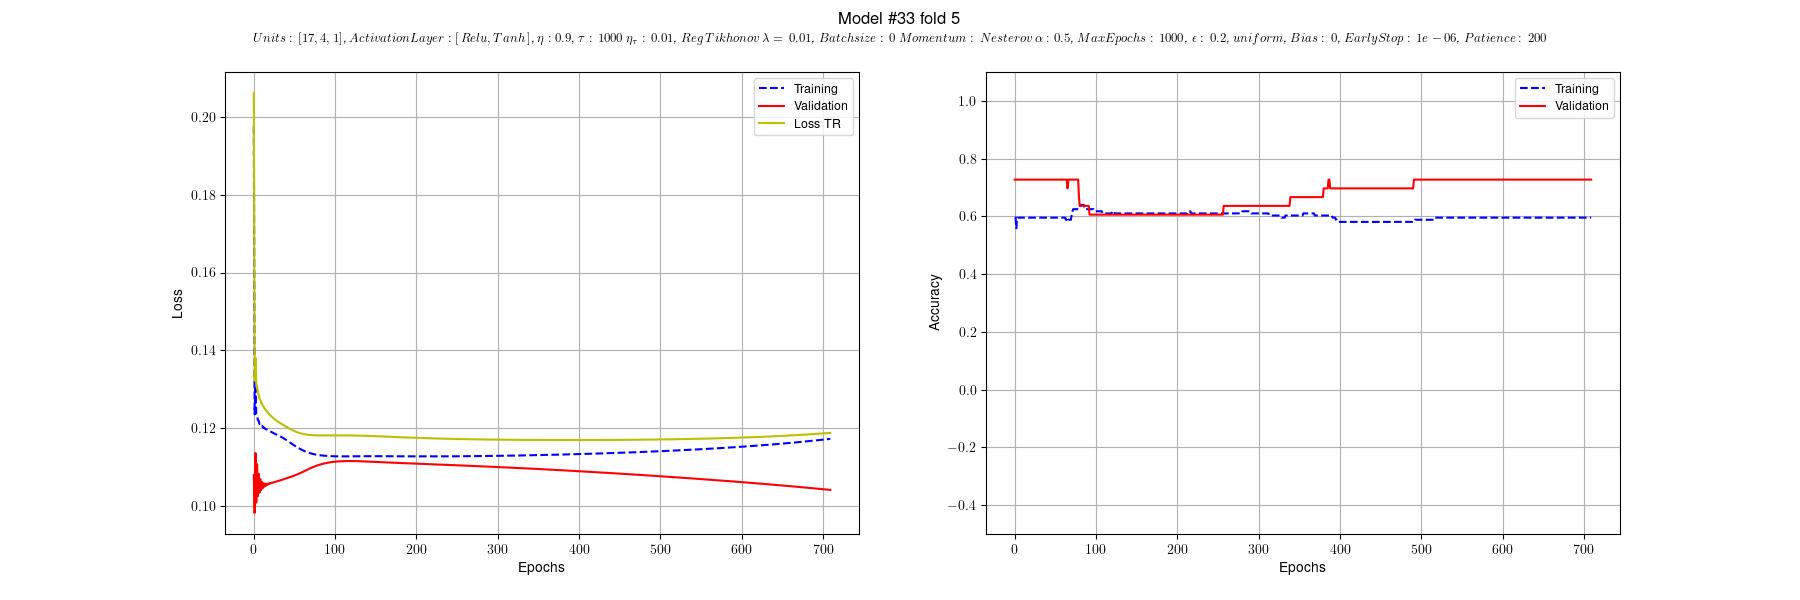 Model #33 fold 5
Units : [17, 4, 1], ActivationLayer : [ Relu, Tanh ], η : 0.9, τ : 1000 η_τ : 0.01, Reg Tikhonov λ = 0.01, Batchsize : 0 Momentum : Nesterov α : 0.5, MaxEpochs : 1000, ϵ : 0.2, uniform, Bias : 0, EarlyStop : 1e − 06, Patience : 200
Loss
0.20
0.18
0.16
0.14
0.12
0.10
Training
Validation
Loss TR
0 100 200 300 400 500 600 700
Epochs
Accuracy
1.0
0.8
0.6
0.4
0.2
0.0
−0.2
−0.4
Training
Validation
0 100 200 300 400 500 600 700
Epochs